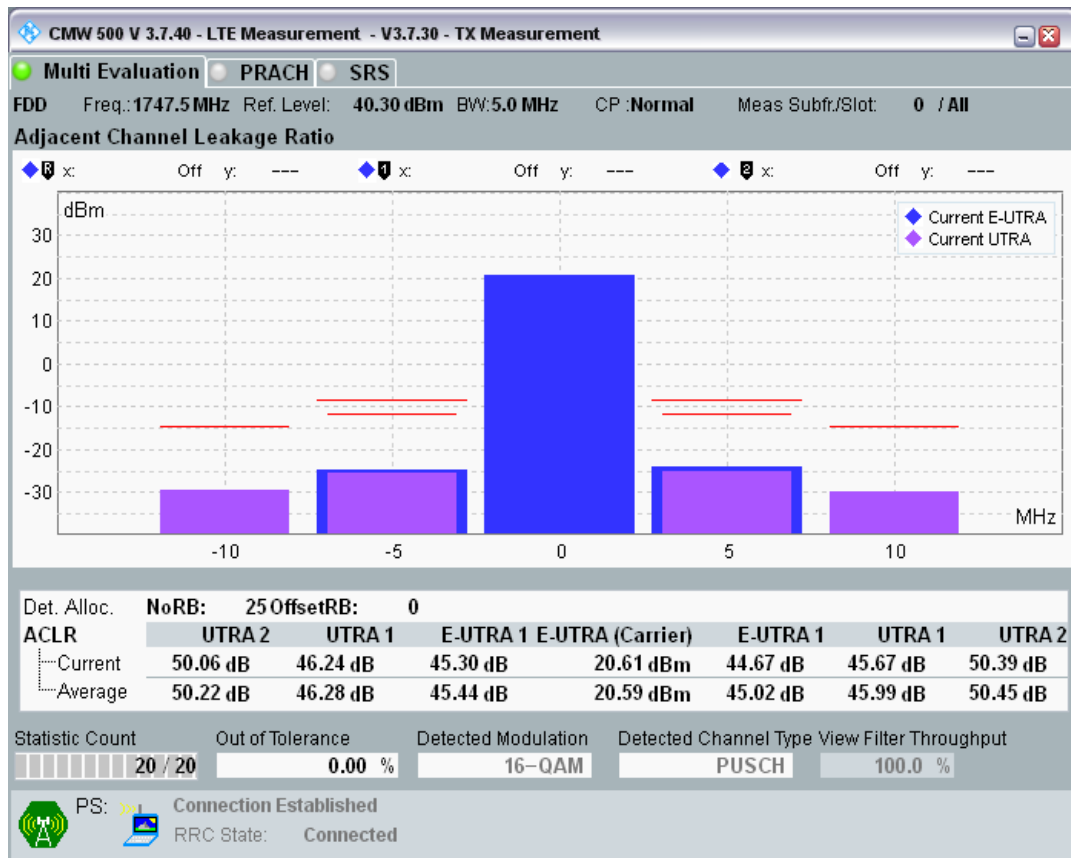 CMW 500 V 3.7.40 - LTE Measurement - V3.7.30 - TX Measurement
Multi Evaluation PRACH SRS
FDD Freq.:1747.5 MHz Ref. Level: 40.30 dBm BW:5.0 MHz CP :Normal Meas Subfr./Slot: 0 / All
Adjacent Channel Leakage Ratio
R x: Off y: --- 1 x: Off y: --- 2 x: Off y: ---
dBm
Current E-UTRA
Current UTRA
30
20
10
0
-10
-20
-30
MHz
-10 -5 0 5 10
Det. Alloc. NoRB: 25 OffsetRB: 0
ACLR UTRA 2 UTRA 1 E-UTRA 1 E-UTRA (Carrier) E-UTRA 1 UTRA 1 UTRA 2
Current 50.06 dB 46.24 dB 45.30 dB 20.61 dBm 44.67 dB 45.67 dB 50.39 dB
Average 50.22 dB 46.28 dB 45.44 dB 20.59 dBm 45.02 dB 45.99 dB 50.45 dB
Statistic Count Out of Tolerance Detected Modulation Detected Channel Type View Filter Throughput
20 / 20 0.00 % 16-QAM PUSCH 100.0 %
PS: Connection Established
RRC State: Connected